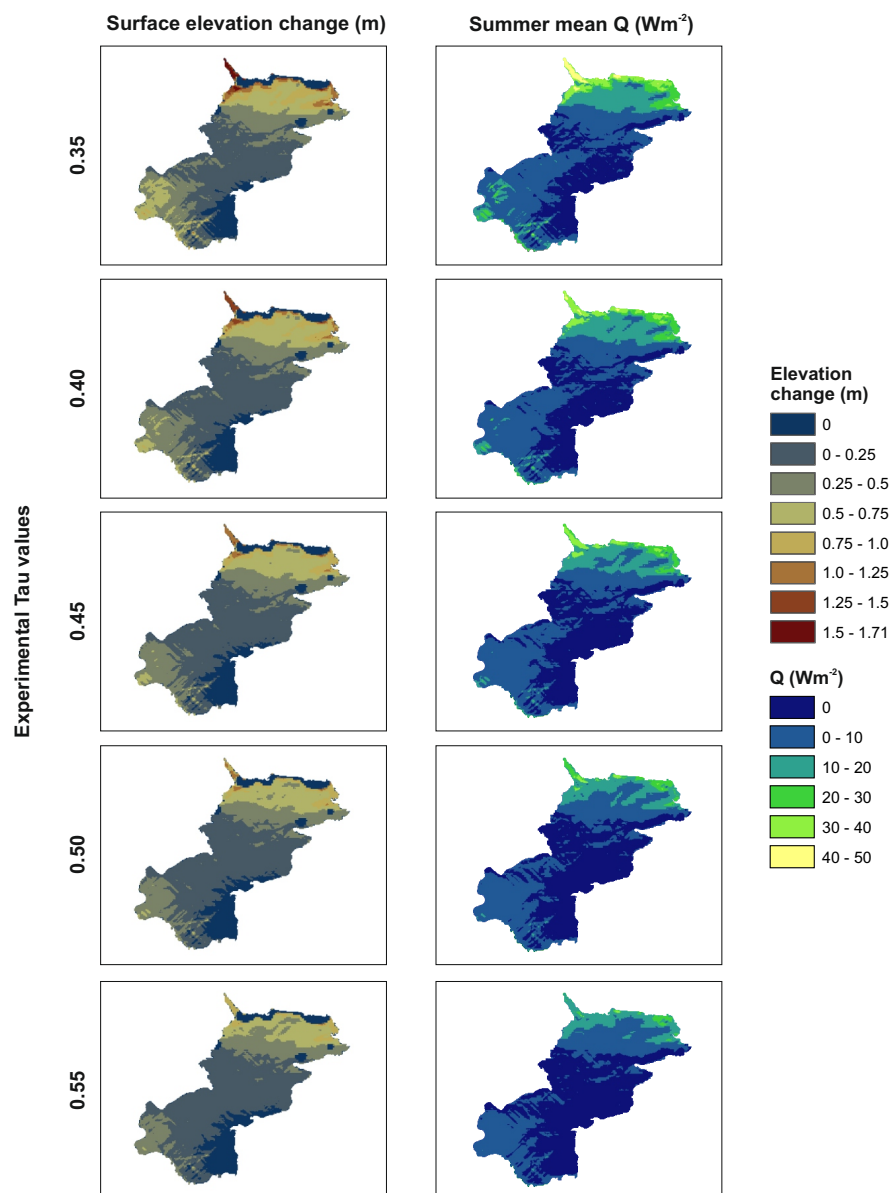 Surface elevation change (m)
Summer mean Q (Wm⁻²)
Experimental Tau values
0.35
0.40
0.45
0.50
0.55
Elevation
change (m)
0
0 - 0.25
0.25 - 0.5
0.5 - 0.75
0.75 - 1.0
1.0 - 1.25
1.25 - 1.5
1.5 - 1.71
Q (Wm⁻²)
0
0 - 10
10 - 20
20 - 30
30 - 40
40 - 50